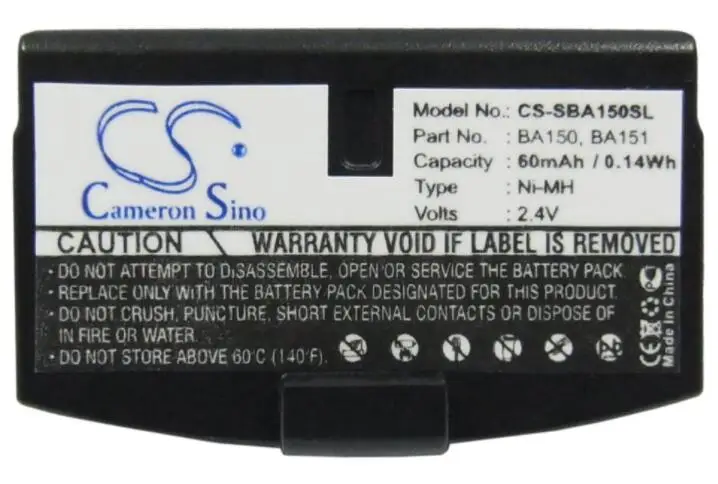 CS
Cameron Sino
Model No.: CS-SBA150SL
Part No. : BA150, BA151
Capacity : 60mAh / 0.14Wh
Type : Ni-MH
Volts : 2.4V
CAUTION WARRANTY VOID IF LABEL IS REMOVED
• DO NOT ATTEMPT TO DISASSEMBLE, OPEN OR SERVICE THE BATTERY PACK.
• REPLACE ONLY WITH THE BATTERY PACK FOR THIS PRODUCT.
• DO NOT CRUSH, PUNCTURE, SHORT EXTERNAL CONTACTS OR DISPOSE OF
IN FIRE OR WATER.
• DO NOT STORE ABOVE 60°C (140°F).
CE
Made in China